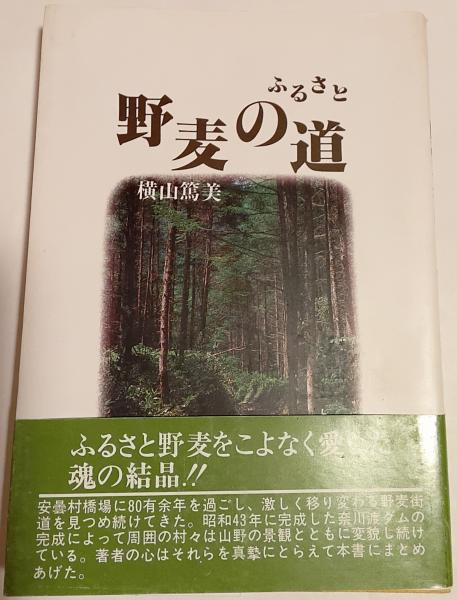 ふるさと
野麦の道
横山篤美
ふるさと野麦をこよなく愛
魂の結晶!!
安曇村橋場に80有余年を過ごし、激しく移り変わる野麦街
道を見つめ続けてきた。昭和43年に完成した奈川渡ダムの
完成によって周囲の村々は山野の景観とともに変貌し続け
ている。著者の心はそれらを真摯にとらえて本書にまとめ
あげた。